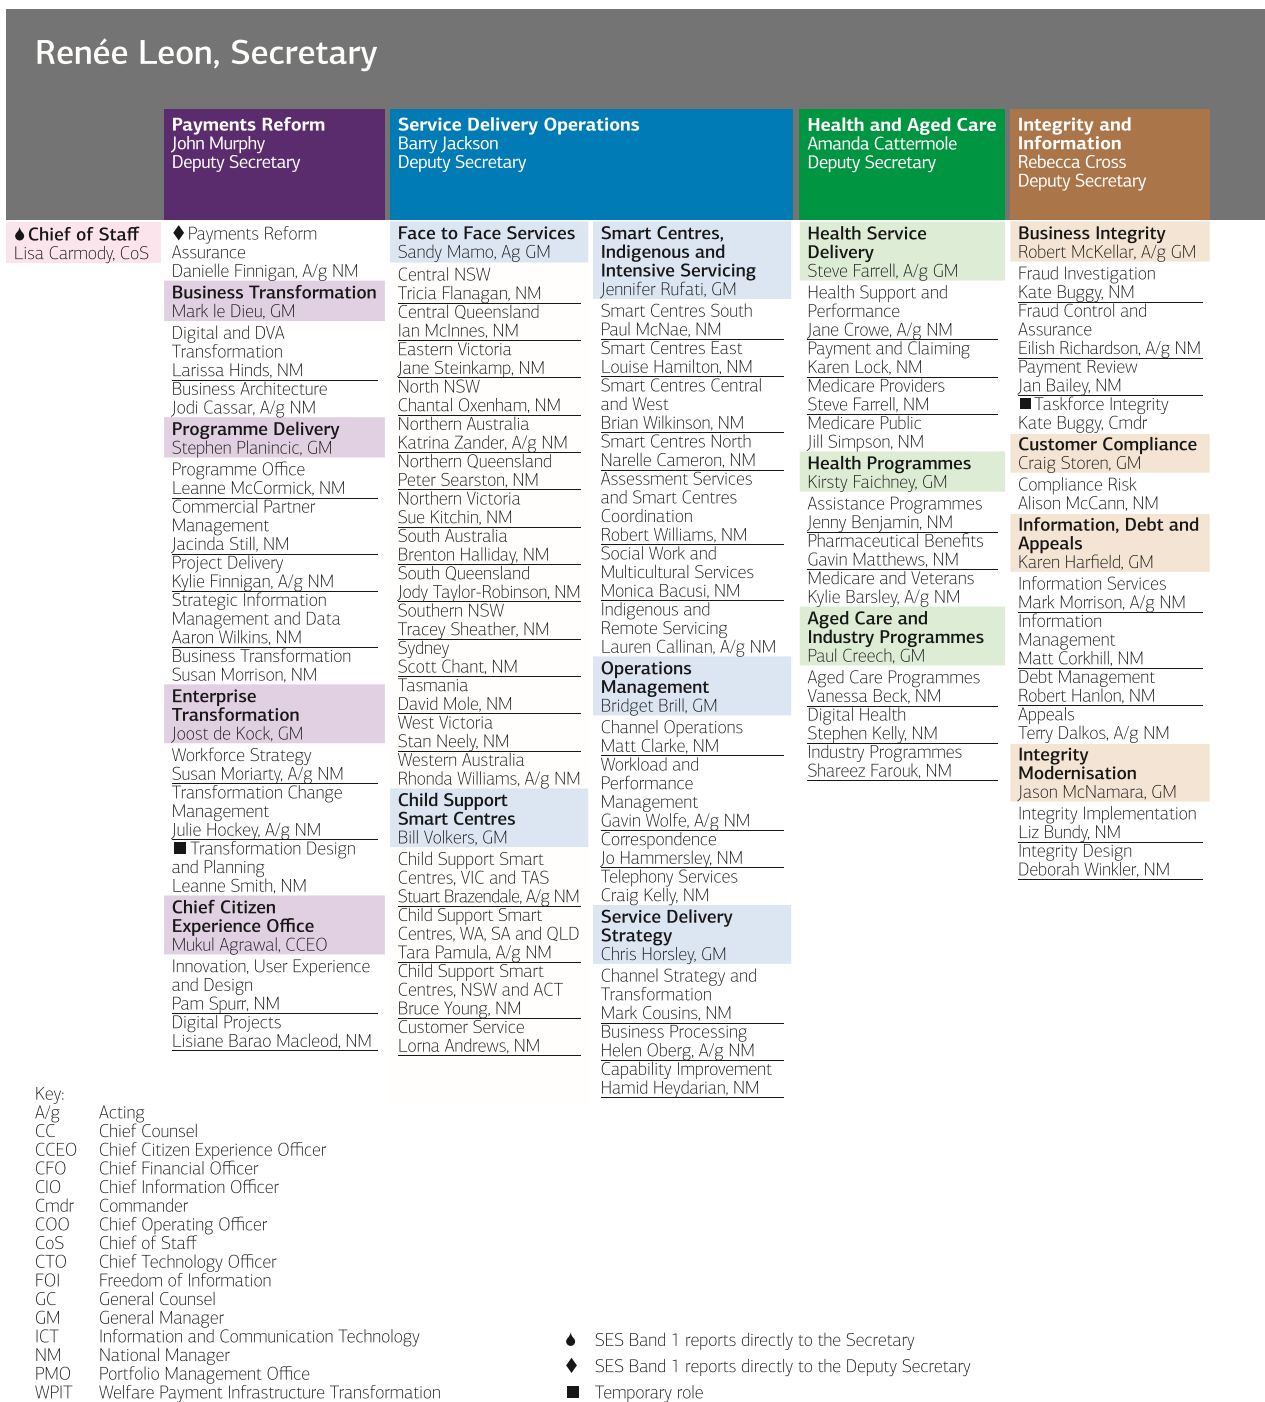 Renée Leon, Secretary
Payments Reform
John Murphy
Deputy Secretary
Service Delivery Operations
Barry Jackson
Deputy Secretary
Health and Aged Care
Amanda Cattermole
Deputy Secretary
Integrity and
Information
Rebecca Cross
Deputy Secretary
Chief of Staff
Lisa Carmody, CoS
♦ Payments Reform
Assurance
Danielle Finnigan, A/g NM
Business Transformation
Mark le Dieu, GM
Digital and DVA
Transformation
Larissa Hinds, NM
Business Architecture
Jodi Cassar, A/g NM
Programme Delivery
Stephen Planincic, GM
Programme Office
Leanne McCormick, NM
Commercial Partner
Management
Jacinda Still, NM
Project Delivery
Kylie Finnigan, A/g NM
Strategic Information
Management and Data
Aaron Wilkins, NM
Business Transformation
Susan Morrison, NM
Enterprise
Transformation
Joost de Kock, GM
Workforce Strategy
Susan Moriarty, A/g NM
Transformation Change
Management
Julie Hockey, A/g NM
■ Transformation Design
and Planning
Leanne Smith, NM
Chief Citizen
Experience Office
Mukul Agrawal, CCEO
Innovation, User Experience
and Design
Pam Spurr, NM
Digital Projects
Lisiane Barao Macleod, NM
Face to Face Services
Sandy Mamo, Ag GM
Central NSW
Tricia Flanagan, NM
Central Queensland
Ian McInnes, NM
Eastern Victoria
Jane Steinkamp, NM
North NSW
Chantal Oxenham, NM
Northern Australia
Katrina Zander, A/g NM
Northern Queensland
Peter Searston, NM
Northern Victoria
Sue Kitchin, NM
South Australia
Brenton Halliday, NM
South Queensland
Jody Taylor-Robinson, NM
Southern NSW
Tracey Sheather, NM
Sydney
Scott Chant, NM
Tasmania
David Mole, NM
West Victoria
Stan Neely, NM
Western Australia
Rhonda Williams, A/g NM
Child Support
Smart Centres
Bill Volkers, GM
Child Support Smart
Centres, VIC and TAS
Stuart Brazendale, A/g NM
Child Support Smart
Centres, WA, SA and QLD
Tara Pamula, A/g NM
Child Support Smart
Centres, NSW and ACT
Bruce Young, NM
Customer Service
Lorna Andrews, NM
Smart Centres,
Indigenous and
Intensive Servicing
Jennifer Rufati, GM
Smart Centres South
Paul McNae, NM
Smart Centres East
Louise Hamilton, NM
Smart Centres Central
and West
Brian Wilkinson, NM
Smart Centres North
Narelle Cameron, NM
Assessment Services
and Smart Centres
Coordination
Robert Williams, NM
Social Work and
Multicultural Services
Monica Bacusi, NM
Indigenous and
Remote Servicing
Lauren Callinan, A/g NM
Operations
Management
Bridget Brill, GM
Channel Operations
Matt Clarke, NM
Workload and
Performance
Management
Gavin Wolfe, A/g NM
Correspondence
Jo Hammersley, NM
Telephony Services
Craig Kelly, NM
Service Delivery
Strategy
Chris Horsley, GM
Channel Strategy and
Transformation
Mark Cousins, NM
Business Processing
Helen Oberg, A/g NM
Capability Improvement
Hamid Heydarian, NM
Health Service
Delivery
Steve Farrell, A/g GM
Health Support and
Performance
Jane Crowe, A/g NM
Payment and Claiming
Karen Lock, NM
Medicare Providers
Steve Farrell, NM
Medicare Public
Jill Simpson, NM
Health Programmes
Kirsty Faichney, GM
Assistance Programmes
Jenny Benjamin, NM
Pharmaceutical Benefits
Gavin Matthews, NM
Medicare and Veterans
Kylie Barsley, A/g NM
Aged Care and
Industry Programmes
Paul Creech, GM
Aged Care Programmes
Vanessa Beck, NM
Digital Health
Stephen Kelly, NM
Industry Programmes
Shareez Farouk, NM
Business Integrity
Robert McKellar, A/g GM
Fraud Investigation
Kate Buggy, NM
Fraud Control and
Assurance
Eilish Richardson, A/g NM
Payment Review
Jan Bailey, NM
■ Taskforce Integrity
Kate Buggy, Cmdr
Customer Compliance
Craig Storen, GM
Compliance Risk
Alison McCann, NM
Information, Debt and
Appeals
Karen Harfield, GM
Information Services
Mark Morrison, A/g NM
Information
Management
Matt Corkhill, NM
Debt Management
Robert Hanlon, NM
Appeals
Terry Dalkos, A/g NM
Integrity
Modernisation
Jason McNamara, GM
Integrity Implementation
Liz Bundy, NM
Integrity Design
Deborah Winkler, NM
Key:
A/g Acting
CC Chief Counsel
CCEO Chief Citizen Experience Officer
CFO Chief Financial Officer
CIO Chief Information Officer
Cmdr Commander
COO Chief Operating Officer
CoS Chief of Staff
CTO Chief Technology Officer
FOI Freedom of Information
GC General Counsel
GM General Manager
ICT Information and Communication Technology
NM National Manager
PMO Portfolio Management Office
WPIT Welfare Payment Infrastructure Transformation
SES Band 1 reports directly to the Secretary
♦ SES Band 1 reports directly to the Deputy Secretary
■ Temporary role